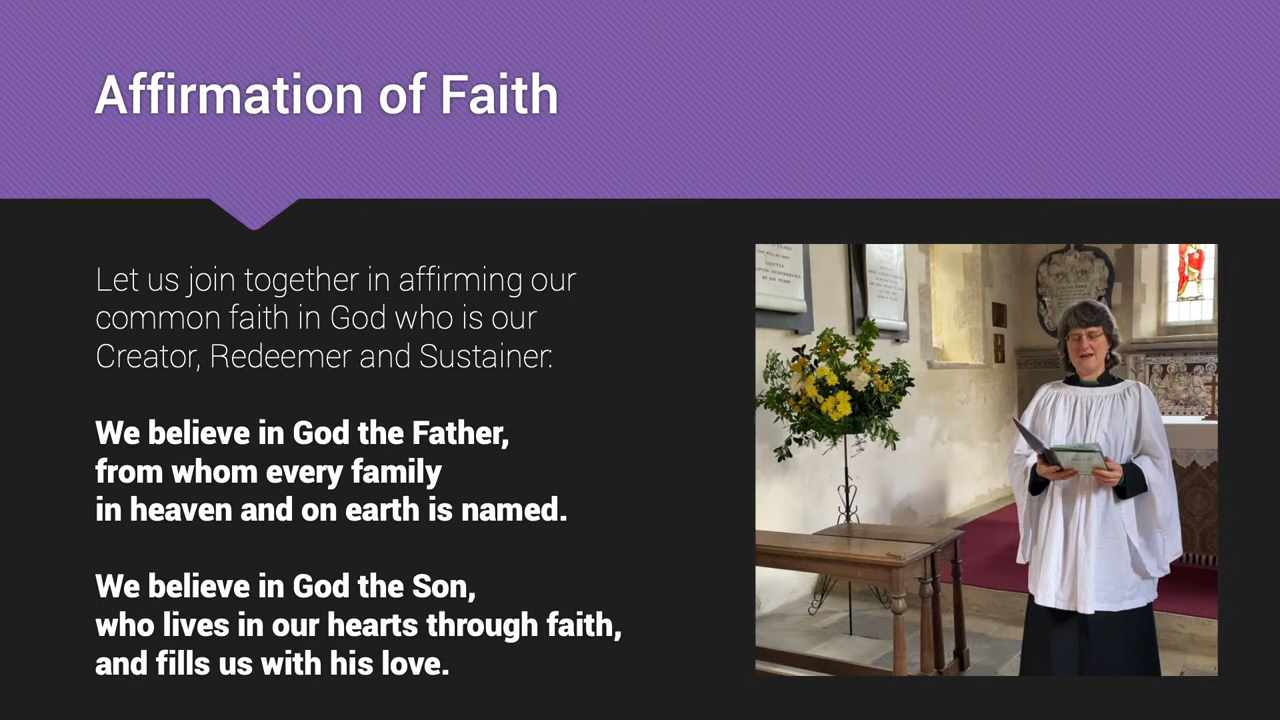 Affirmation of Faith
Let us join together in affirming our
common faith in God who is our
Creator, Redeemer and Sustainer.
We believe in God the Father,
from whom every family
in heaven and on earth is named.
We believe in God the Son,
who lives in our hearts through faith,
and fills us with his love.